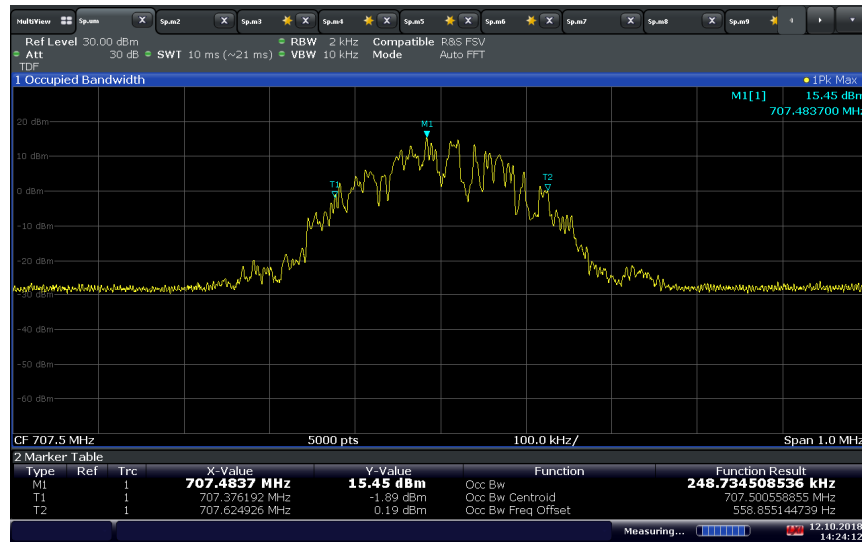 MultiView Sp.um X Sp.m2 X Sp.m3 X Sp.m4 X Sp.m5 X Sp.m6 X Sp.m7 X Sp.m8 X Sp.m9
Ref Level 30.00 dBm RBW 2 kHz Compatible R&S FSV
Att 30 dB SWT 10 ms (~21 ms) VBW 10 kHz Mode Auto FFT
TDF
1 Occupied Bandwidth 1Pk Max
M1[1] 15.45 dBm
707.483700 MHz
20 dBm
M1
10 dBm
T1
T2
0 dBm
-10 dBm
-20 dBm
-30 dBm
-40 dBm
-50 dBm
-60 dBm
CF 707.5 MHz 5000 pts 100.0 kHz/ Span 1.0 MHz
2 Marker Table
Type Ref Trc X-Value Y-Value Function Function Result
M1 1 707.4837 MHz 15.45 dBm Occ Bw 248.734508536 kHz
T1 1 707.376192 MHz -1.89 dBm Occ Bw Centroid 707.500558855 MHz
T2 1 707.624926 MHz 0.19 dBm Occ Bw Freq Offset 558.855144739 Hz
Measuring... 12.10.2018
14:24:12